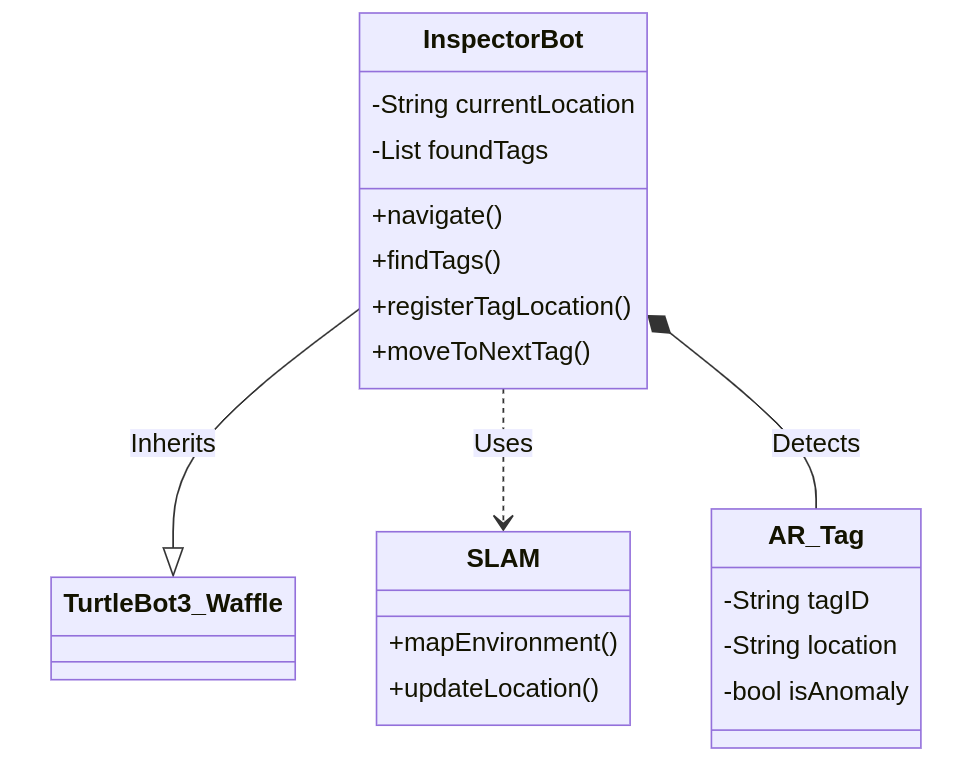 InspectorBot
-String currentLocation
-List foundTags
+navigate()
+findTags()
+registerTagLocation()
+moveToNextTag()
Inherits
Uses
Detects
TurtleBot3_Waffle
SLAM
+mapEnvironment()
+updateLocation()
AR_Tag
-String tagID
-String location
-bool isAnomaly